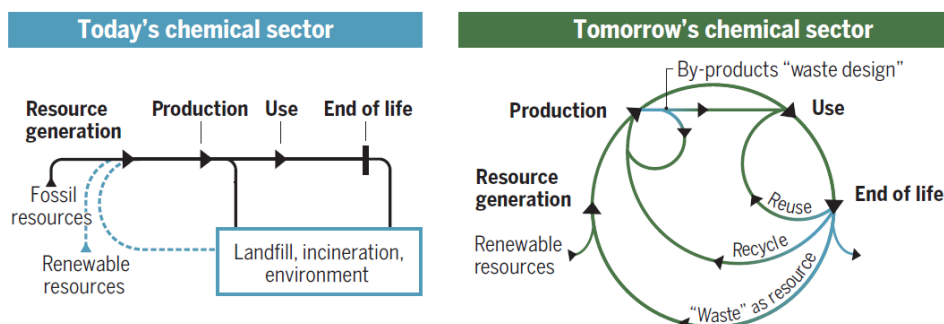 Today's chemical sector
Resource
generation
Production
Use
End of life
Fossil
resources
Renewable
resources
Landfill, incineration,
environment
Tomorrow's chemical sector
By-products “waste design”
Production
Use
Resource
generation
End of life
Renewable
resources
Reuse
Recycle
“Waste” as resource